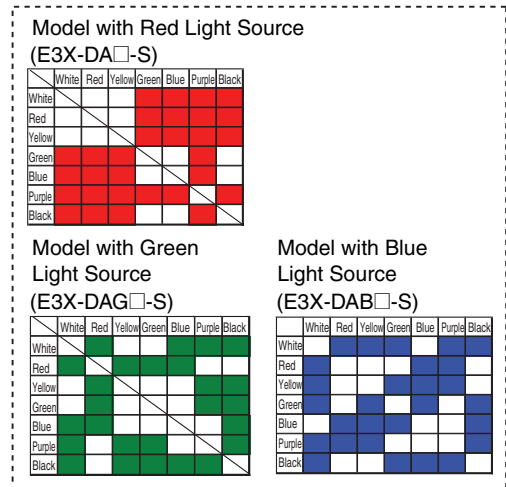 Model with Red Light Source
(E3X-DA□-S)
White Red Yellow Green Blue Purple Black
White
Red
Yellow
Green
Blue
Purple
Black
Model with Green
Light Source
(E3X-DAG□-S)
White Red Yellow Green Blue Purple Black
White
Red
Yellow
Green
Blue
Purple
Black
Model with Blue
Light Source
(E3X-DAB□-S)
White Red Yellow Green Blue Purple Black
White
Red
Yellow
Green
Blue
Purple
Black